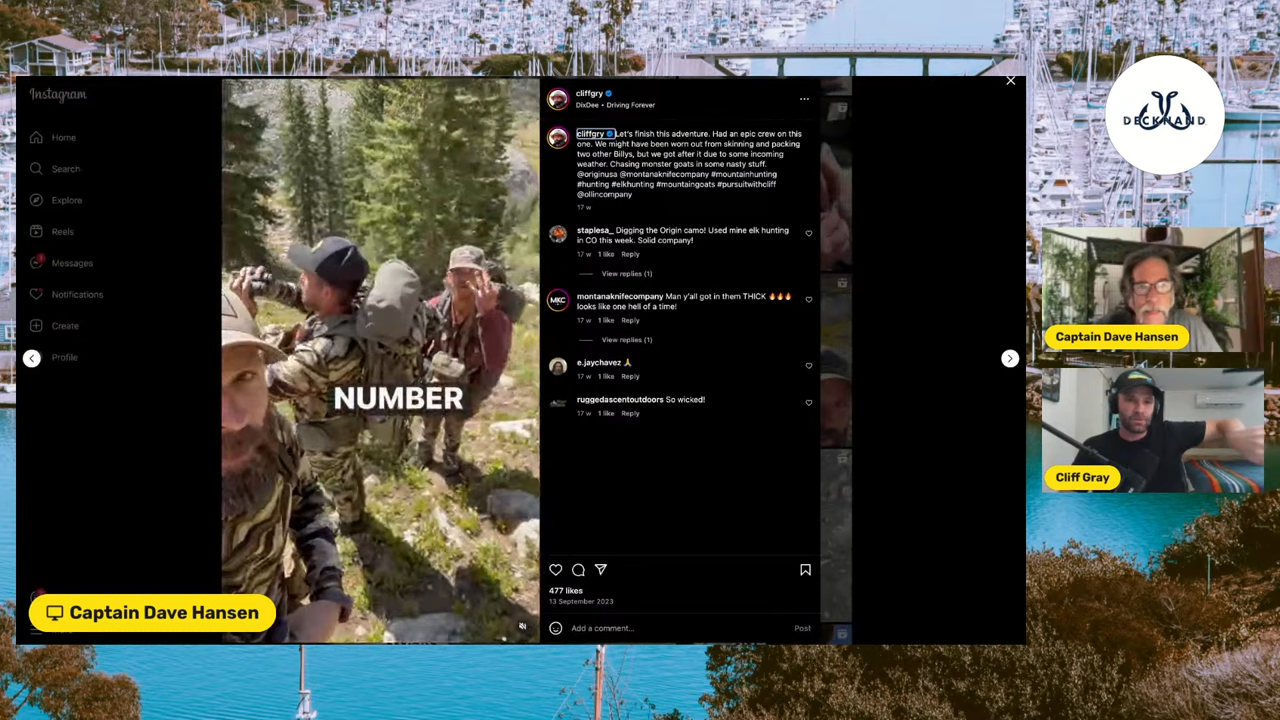 Instagram
Home
Search
Explore
Reels
Messages
Notifications
Create
Profile
NUMBER
Captain Dave Hansen
cliffgry
DixDee • Driving Forever
cliffgry Let's finish this adventure. Had an epic crew on this
one. We might have been worn out from skinning and packing
two other Billys, but we got after it due to some incoming
weather. Chasing monster goats in some nasty stuff.
@originusa @montanaknifecompany #mountainhunting
#hunting #elkhunting #mountaingoats #pursuitwithcliff
@ollincompany
17 w
staplesa_ Digging the Origin camo! Used mine elk hunting
in CO this week. Solid company!
17 w 1 like Reply
View replies (1)
MKC
montanaknifecompany Man y'all got in them THICK 🔥🔥🔥
looks like one hell of a time!
17 w 1 like Reply
View replies (1)
e.jaychavez 🙏
17 w 1 like Reply
ruggedascentoutdoors So wicked!
17 w 1 like Reply
477 likes
13 September 2023
Add a comment...
Post
DECKHAND
Captain Dave Hansen
Cliff Gray